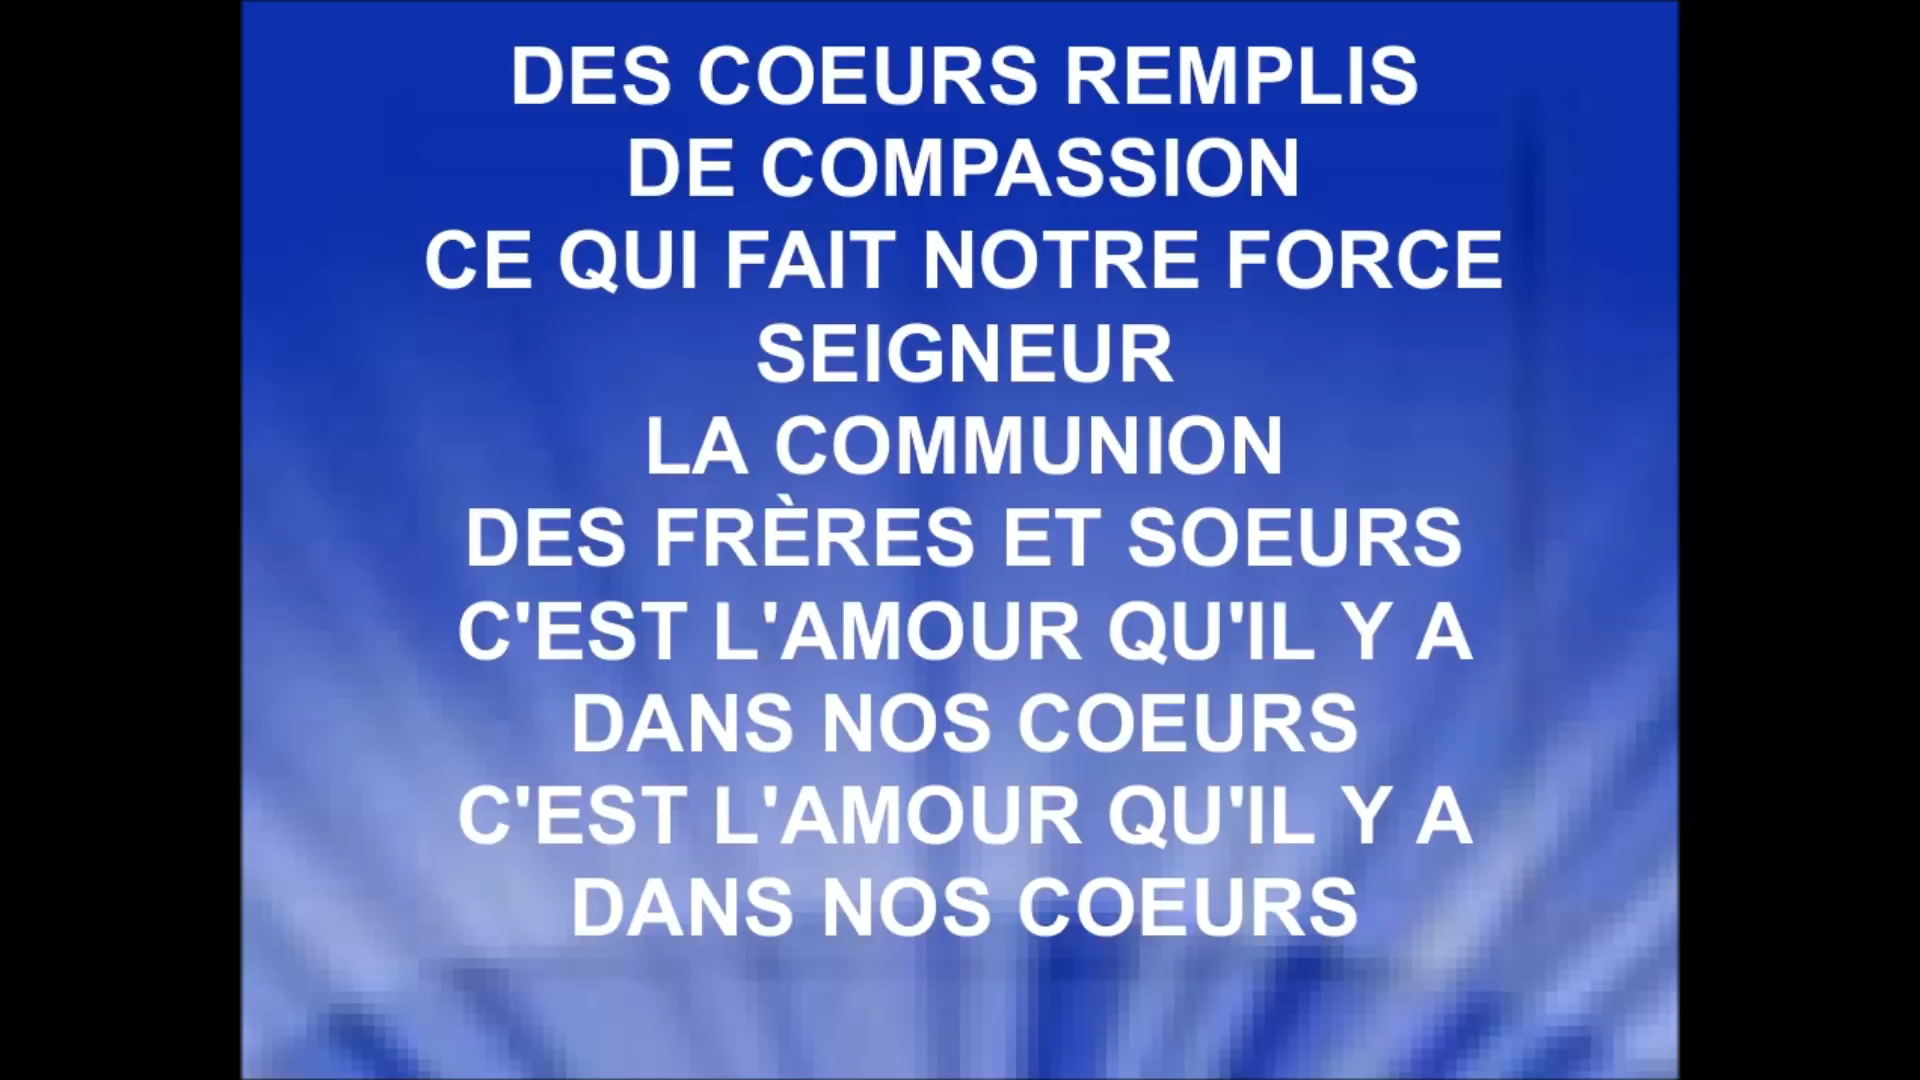 DES COEURS REMPLIS
DE COMPASSION
CE QUI FAIT NOTRE FORCE
SEIGNEUR
LA COMMUNION
DES FRÈRES ET SOEURS
C'EST L'AMOUR QU'IL Y A
DANS NOS COEURS
C'EST L'AMOUR QU'IL Y A
DANS NOS COEURS